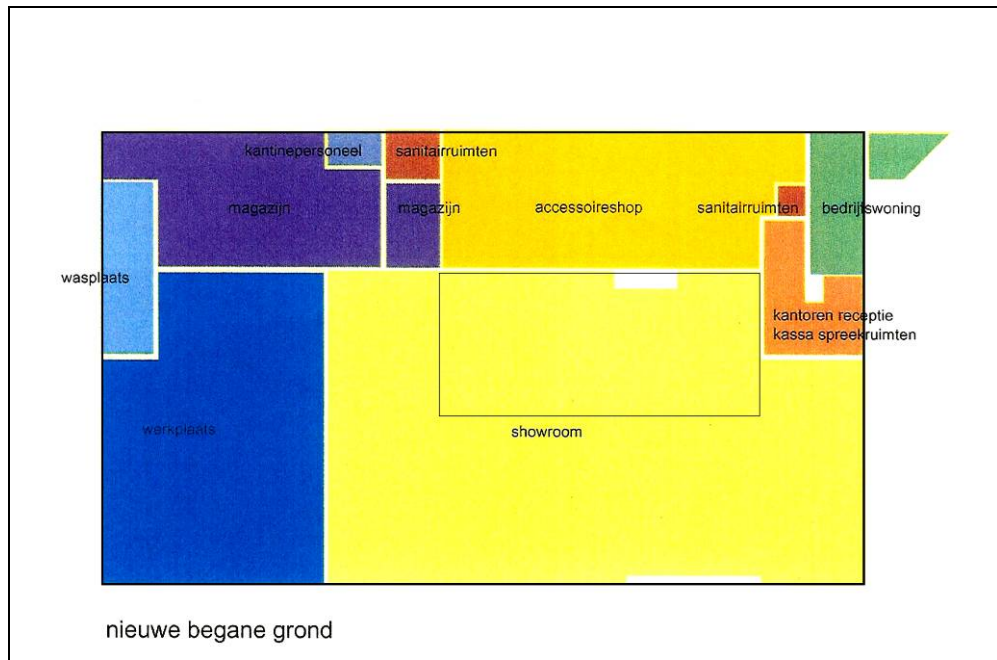 kantinepersoneel
sanitairruimten
magazijn
magazijn
accessoireshop
sanitairruimten
bedrijfswoning
wasplaats
kantoren receptie
kassa spreekruimten
werkplaats
showroom
nieuwe begane grond